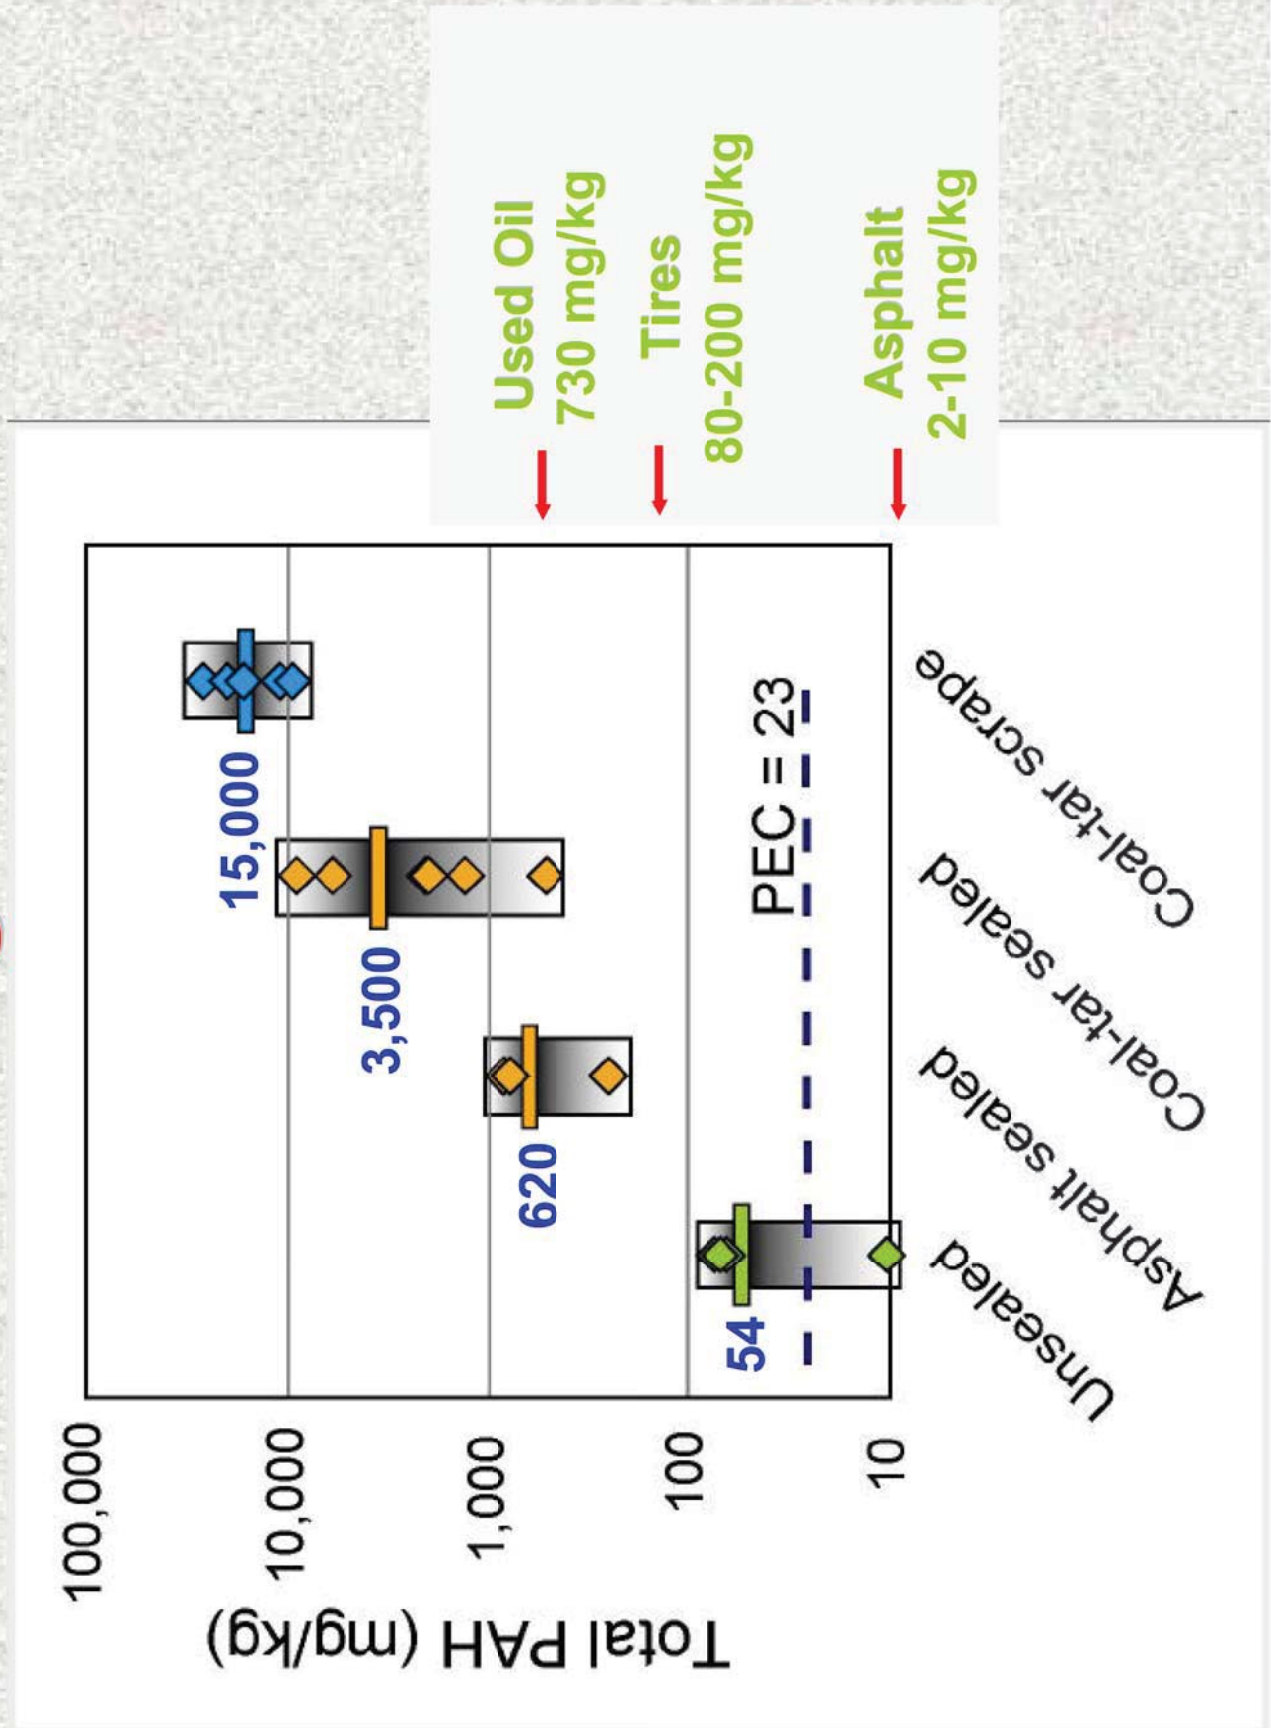 Total PAH (mg/kg)
100,000
10,000
1,000
100
10
15,000
3,500
620
54
PEC = 23
Unsealed
Asphalt sealed
Coal-tar sealed
Coal-tar scrape
Used Oil
730 mg/kg
Tires
80-200 mg/kg
Asphalt
2-10 mg/kg